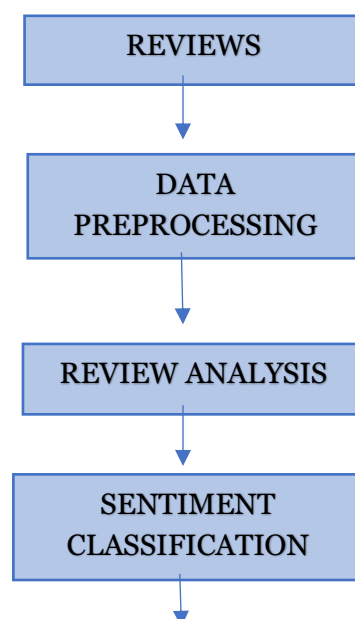 REVIEWS
DATA
PREPROCESSING
REVIEW ANALYSIS
SENTIMENT
CLASSIFICATION